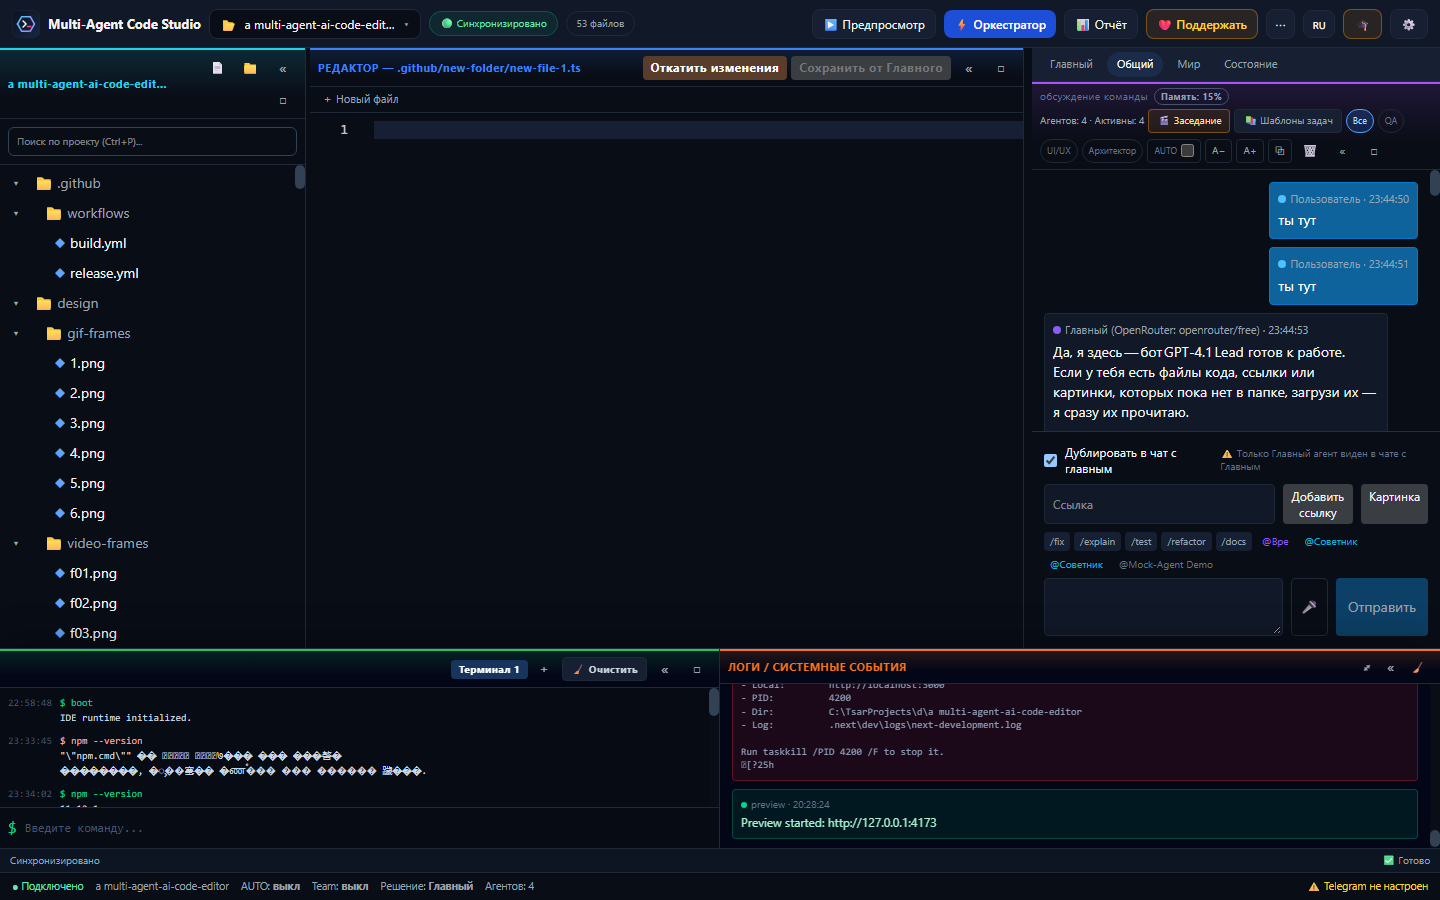 Multi-Agent Code Studio
a multi-agent-ai-code-edit...
Синхронизировано
53 файлов
Предпросмотр
Оркестратор
Отчёт
Поддержать
RU
a multi-agent-ai-code-edit...
Поиск по проекту (Ctrl+P)...
.github
workflows
build.yml
release.yml
design
gif-frames
1.png
2.png
3.png
4.png
5.png
6.png
video-frames
f01.png
f02.png
f03.png
РЕДАКТОР — .github/new-folder/new-file-1.ts
Откатить изменения
Сохранить от Главного
+ Новый файл
1
Главный
Общий
Мир
Состояние
обсуждение команды
Память: 15%
Агентов: 4 · Активны: 4
Заседание
Шаблоны задач
Все
QA
UI/UX
Архитектор
AUTO
A−
A+
Пользователь · 23:44:50
ты тут
Пользователь · 23:44:51
ты тут
Главный (OpenRouter: openrouter/free) · 23:44:53
Да, я здесь — бот GPT-4.1 Lead готов к работе.
Если у тебя есть файлы кода, ссылки или
картинки, которых пока нет в папке, загрузи их —
я сразу их прочитаю.
Дублировать в чат с
главным
Только Главный агент виден в чате с
Главным
Ссылка
Добавить
ссылку
Картинка
/fix
/explain
/test
/refactor
/docs
@Вре
@Советник
@Советник
@Mock-Agent Demo
Отправить
Терминал 1
+
Очистить
22:58:48 $ boot
IDE runtime initialized.
23:33:45 $ npm --version
"\"npm.cmd\""
23:34:02 $ npm --version
$ Введите команду...
ЛОГИ / СИСТЕМНЫЕ СОБЫТИЯ
- Local: http://localhost:3000
- PID: 4200
- Dir: C:\TsarProjects\d\a multi-agent-ai-code-editor
- Log: .next\dev\logs\next-development.log
Run taskkill /PID 4200 /F to stop it.
[?25h
preview · 20:28:24
Preview started: http://127.0.0.1:4173
Синхронизировано
Готово
Подключено
a multi-agent-ai-code-editor
AUTO: выкл
Team: выкл
Решение: Главный
Агентов: 4
Telegram не настроен